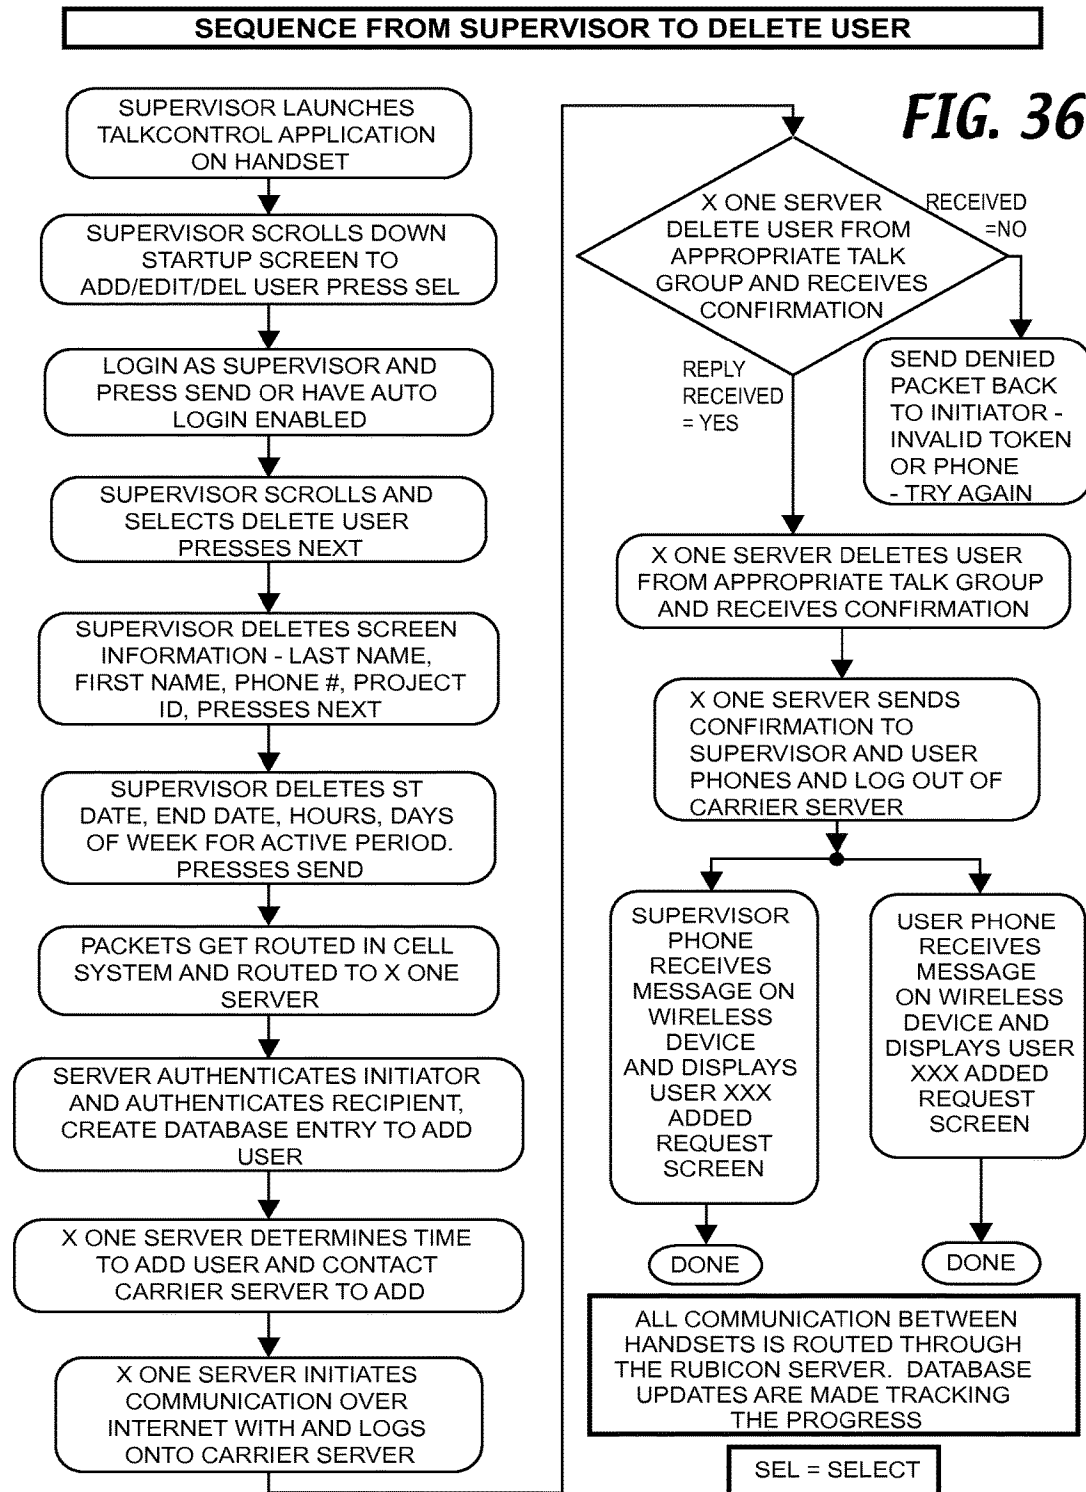 SEQUENCE FROM SUPERVISOR TO DELETE USER
FIG. 36
SUPERVISOR LAUNCHES
TALKCONTROL APPLICATION
ON HANDSET
SUPERVISOR SCROLLS DOWN
STARTUP SCREEN TO
ADD/EDIT/DEL USER PRESS SEL
LOGIN AS SUPERVISOR AND
PRESS SEND OR HAVE AUTO
LOGIN ENABLED
SUPERVISOR SCROLLS AND
SELECTS DELETE USER
PRESSES NEXT
SUPERVISOR DELETES SCREEN
INFORMATION - LAST NAME,
FIRST NAME, PHONE #, PROJECT
ID, PRESSES NEXT
SUPERVISOR DELETES ST
DATE, END DATE, HOURS, DAYS
OF WEEK FOR ACTIVE PERIOD.
PRESSES SEND
PACKETS GET ROUTED IN CELL
SYSTEM AND ROUTED TO X ONE
SERVER
SERVER AUTHENTICATES INITIATOR
AND AUTHENTICATES RECIPIENT,
CREATE DATABASE ENTRY TO ADD
USER
X ONE SERVER DETERMINES TIME
TO ADD USER AND CONTACT
CARRIER SERVER TO ADD
X ONE SERVER INITIATES
COMMUNICATION OVER
INTERNET WITH AND LOGS
ONTO CARRIER SERVER
X ONE SERVER
DELETE USER FROM
APPROPRIATE TALK
GROUP AND RECEIVES
CONFIRMATION
RECEIVED
=NO
REPLY
RECEIVED
= YES
SEND DENIED
PACKET BACK
TO INITIATOR -
INVALID TOKEN
OR PHONE
- TRY AGAIN
X ONE SERVER DELETES USER
FROM APPROPRIATE TALK GROUP
AND RECEIVES CONFIRMATION
X ONE SERVER SENDS
CONFIRMATION TO
SUPERVISOR AND USER
PHONES AND LOG OUT OF
CARRIER SERVER
SUPERVISOR
PHONE
RECEIVES
MESSAGE ON
WIRELESS
DEVICE
AND DISPLAYS
USER XXX
ADDED
REQUEST
SCREEN
USER PHONE
RECEIVES
MESSAGE
ON WIRELESS
DEVICE AND
DISPLAYS USER
XXX ADDED
REQUEST
SCREEN
DONE
DONE
ALL COMMUNICATION BETWEEN
HANDSETS IS ROUTED THROUGH
THE RUBICON SERVER. DATABASE
UPDATES ARE MADE TRACKING
THE PROGRESS
SEL = SELECT